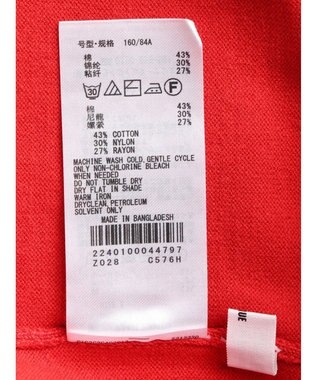 号型·规格 160/84A
棉 43%
锦纶 30%
粘纤 27%
30 F
棉 43%
尼龍 30%
嫘縈 27%
43% COTTON
30% NYLON
27% RAYON
MACHINE WASH COLD,GENTLE CYCLE
ONLY NON-CHLORINE BLEACH
WHEN NEEDED
DO NOT TUMBLE DRY
DRY FLAT IN SHADE
WARM IRON
DRYCLEAN,PETROLEUM
SOLVENT ONLY
MADE IN BANGLADESH
2240100044797
Z028 C576H
UE